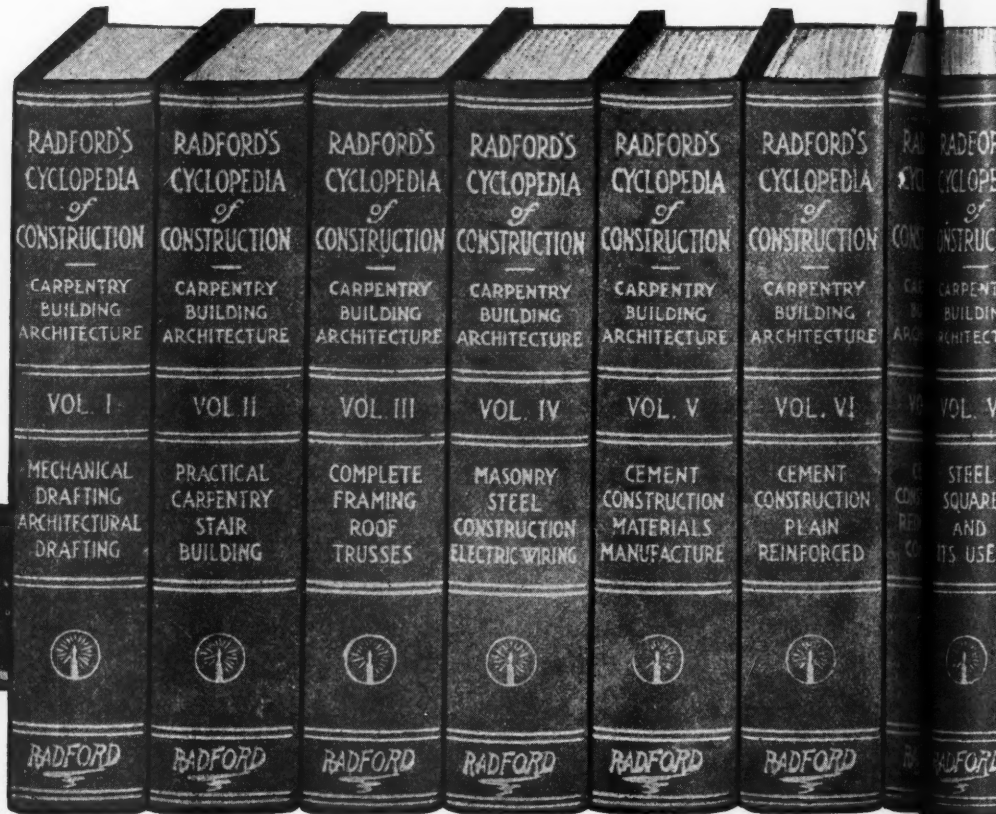 RADFORD'S
CYCLOPEDIA
of
CONSTRUCTION
CARPENTRY
BUILDING
ARCHITECTURE
VOL. I
MECHANICAL
DRAFTING
ARCHITECTURAL
DRAFTING
RADFORD
RADFORD'S
CYCLOPEDIA
of
CONSTRUCTION
CARPENTRY
BUILDING
ARCHITECTURE
VOL. II
PRACTICAL
CARPENTRY
STAIR
BUILDING
RADFORD
RADFORD'S
CYCLOPEDIA
of
CONSTRUCTION
CARPENTRY
BUILDING
ARCHITECTURE
VOL. III
COMPLETE
FRAMING
ROOF
TRUSSES
RADFORD
RADFORD'S
CYCLOPEDIA
of
CONSTRUCTION
CARPENTRY
BUILDING
ARCHITECTURE
VOL. IV
MASONRY
STEEL
CONSTRUCTION
ELECTRIC WIRING
RADFORD
RADFORD'S
CYCLOPEDIA
of
CONSTRUCTION
CARPENTRY
BUILDING
ARCHITECTURE
VOL. V
CEMENT
CONSTRUCTION
MATERIALS
MANUFACTURE
RADFORD
RADFORD'S
CYCLOPEDIA
of
CONSTRUCTION
CARPENTRY
BUILDING
ARCHITECTURE
VOL. VI
CEMENT
CONSTRUCTION
PLAIN
REINFORCED
RADFORD
of
VOL.
STEEL
SQUARE
AND
ITS USE